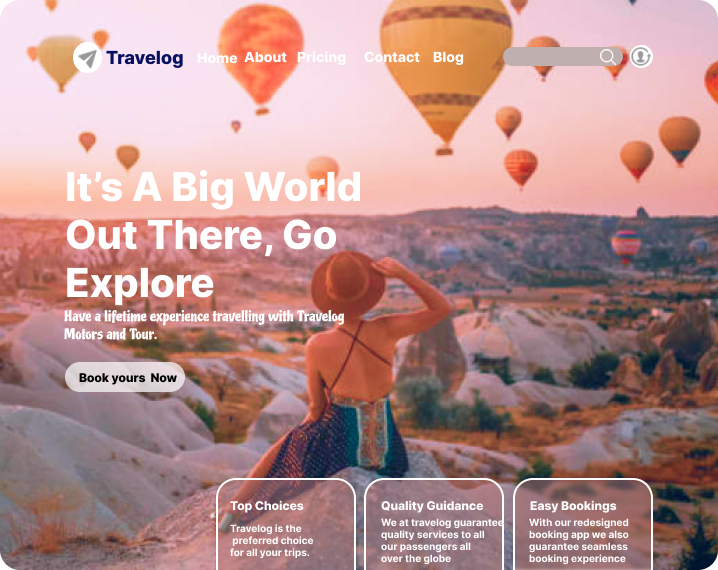 Travelog Home About Pricing Contact Blog
It's A Big World
Out There, Go
Explore
Have a lifetime experience travelling with Travelog
Motors and Tour.
Book yours Now
Top Choices
Travelog is the
preferred choice
for all your trips.
Quality Guidance
We at travelog guarantee
quality services to all
our passengers all
over the globe
Easy Bookings
With our redesigned
booking app we also
guarantee seamless
booking experience